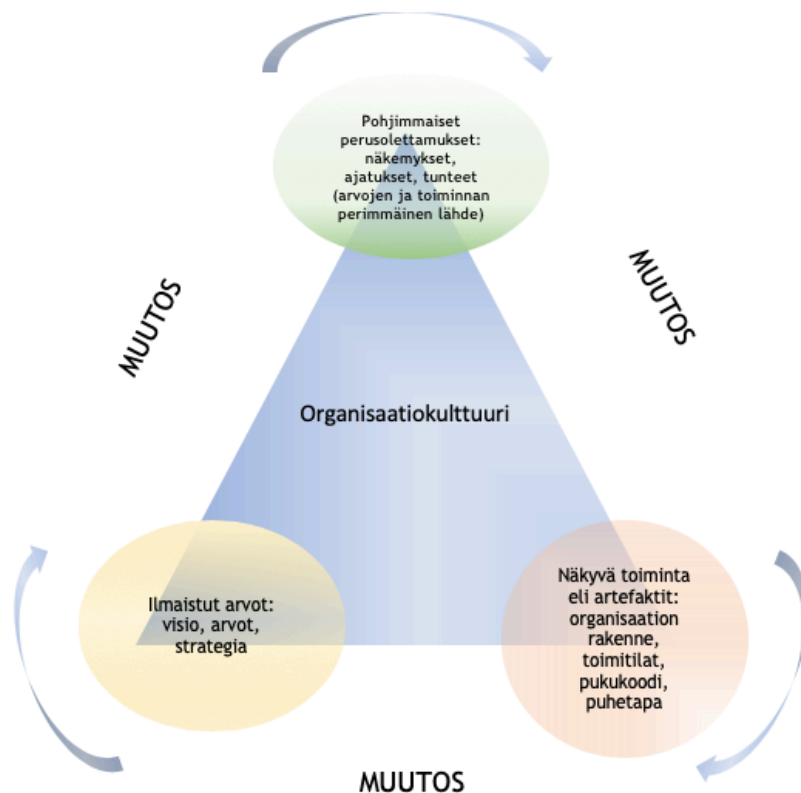 Pohjimmaiset
perusolettamukset:
näkemykset,
ajatukset, tunteet
(arvojen ja toiminnan
perimmäinen lähde)
MUUTOS
MUUTOS
Organisaatiokulttuuri
Ilmaistut arvot:
visio, arvot,
strategia
Näkyvä toiminta
eli artefaktit:
organisaation
rakenne,
toimitilat,
pukukoodi,
puhetapa
MUUTOS